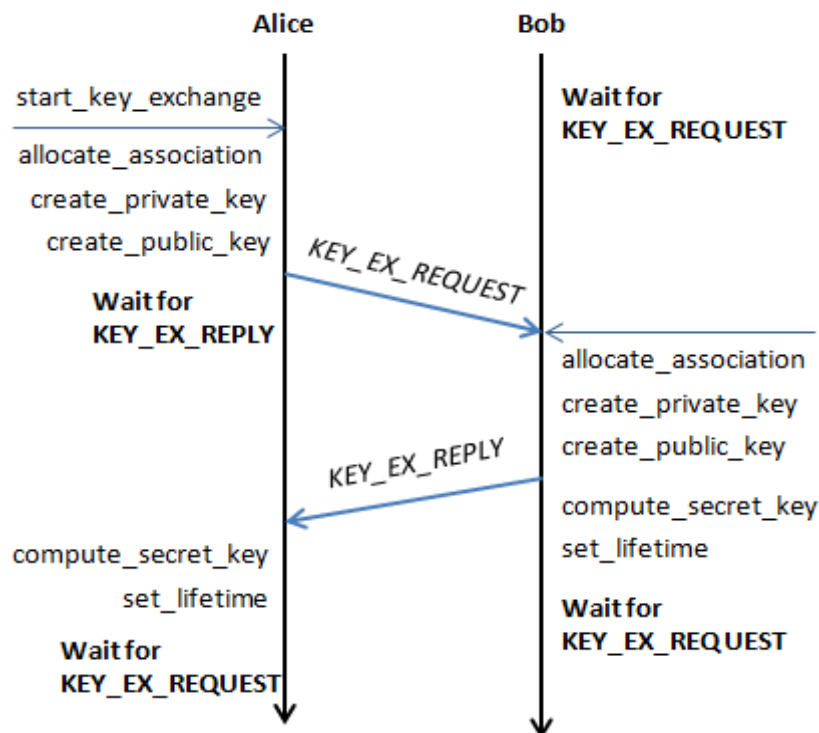 Alice
Bob
start_key_exchange
Wait for
KEY_EX_REQUEST
allocate_association
create_private_key
create_public_key
KEY_EX_REQUEST
Wait for
KEY_EX_REPLY
allocate_association
create_private_key
create_public_key
KEY_EX_REPLY
compute_secret_key
set_lifetime
compute_secret_key
set_lifetime
Wait for
KEY_EX_REQUEST
Wait for
KEY_EX_REQUEST